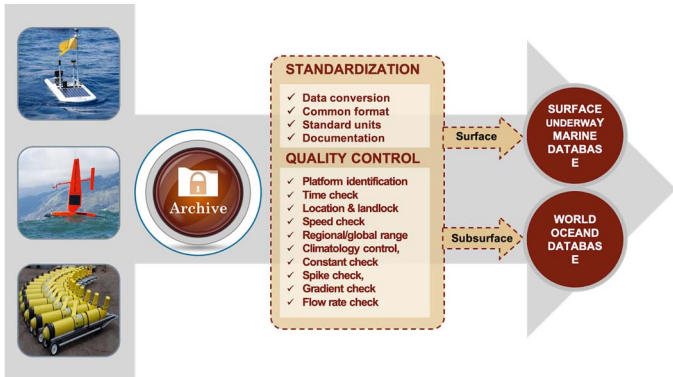 Archive
STANDARDIZATION
✓ Data conversion
✓ Common format
✓ Standard units
✓ Documentation
QUALITY CONTROL
✓ Platform identification
✓ Time check
✓ Location & landlock
✓ Speed check
✓ Regional/global range
✓ Climatology control,
✓ Constant check
✓ Spike check,
✓ Gradient check
✓ Flow rate check
Surface
Subsurface
SURFACE
UNDERWAY
MARINE
DATABAS
E
WORLD
OCEAND
DATABAS
E